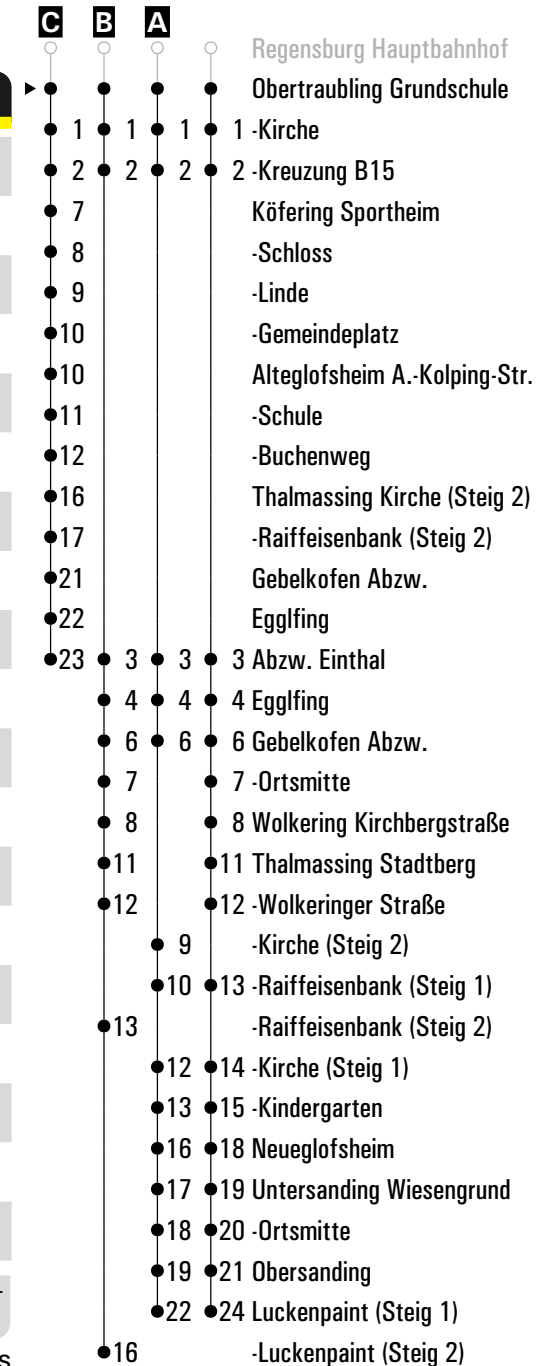 C B A
Regensburg Hauptbahnhof
Obertraubling Grundschule
1 1 1 1 -Kirche
2 2 2 2 -Kreuzung B15
7 Köfering Sportheim
8 -Schloss
9 -Linde
10 -Gemeindeplatz
10 Alteglofsheim A.-Kolping-Str.
11 -Schule
12 -Buchenweg
16 Thalmassing Kirche (Steig 2)
17 -Raiffeisenbank (Steig 2)
21 Gebelkofen Abzw.
22 Egglfing
23 3 3 3 Abzw. Einthal
4 4 4 Egglfing
6 6 6 Gebelkofen Abzw.
7 7 -Ortsmitte
8 8 Wolkering Kirchbergstraße
11 11 Thalmassing Stadtberg
12 12 -Wolkeringer Straße
9 -Kirche (Steig 2)
10 13 -Raiffeisenbank (Steig 1)
13 -Raiffeisenbank (Steig 2)
12 14 -Kirche (Steig 1)
13 15 -Kindergarten
16 18 Neueglofsheim
17 19 Untersanding Wiesengrund
18 20 -Ortsmitte
19 21 Obersanding
22 24 Luckenpaint (Steig 1)
16 -Luckenpaint (Steig 2)